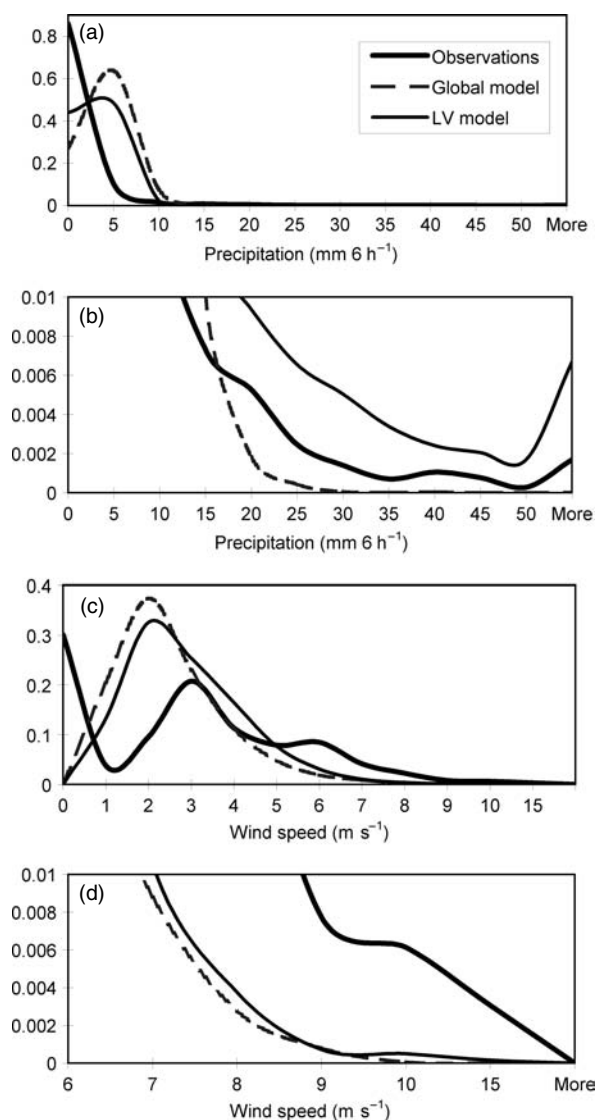 (a)
0.8
0.6
0.4
0.2
0
Observations
Global model
LV model
0 5 10 15 20 25 30 35 40 45 50 More
Precipitation (mm 6 h⁻¹)
(b)
0.01
0.008
0.006
0.004
0.002
0
0 5 10 15 15 20 25 30 35 40 45 50 More
Precipitation (mm 6 h⁻¹)
(c)
0.4
0.3
0.2
0.1
0
0 1 2 3 4 5 6 7 8 9 10 15
Wind speed (m s⁻¹)
(d)
0.01
0.008
0.006
0.004
0.002
0
6 7 8 9 10 15 More
Wind speed (m s⁻¹)